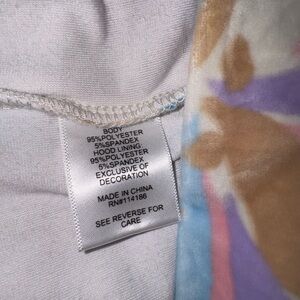 BODY
95%POLYESTER
5%SPANDEX
HOOD LINING
95%POLYESTER
5%SPANDEX
EXCLUSIVE OF
DECORATION
MADE IN CHINA
RN#114186
SEE REVERSE FOR
CARE